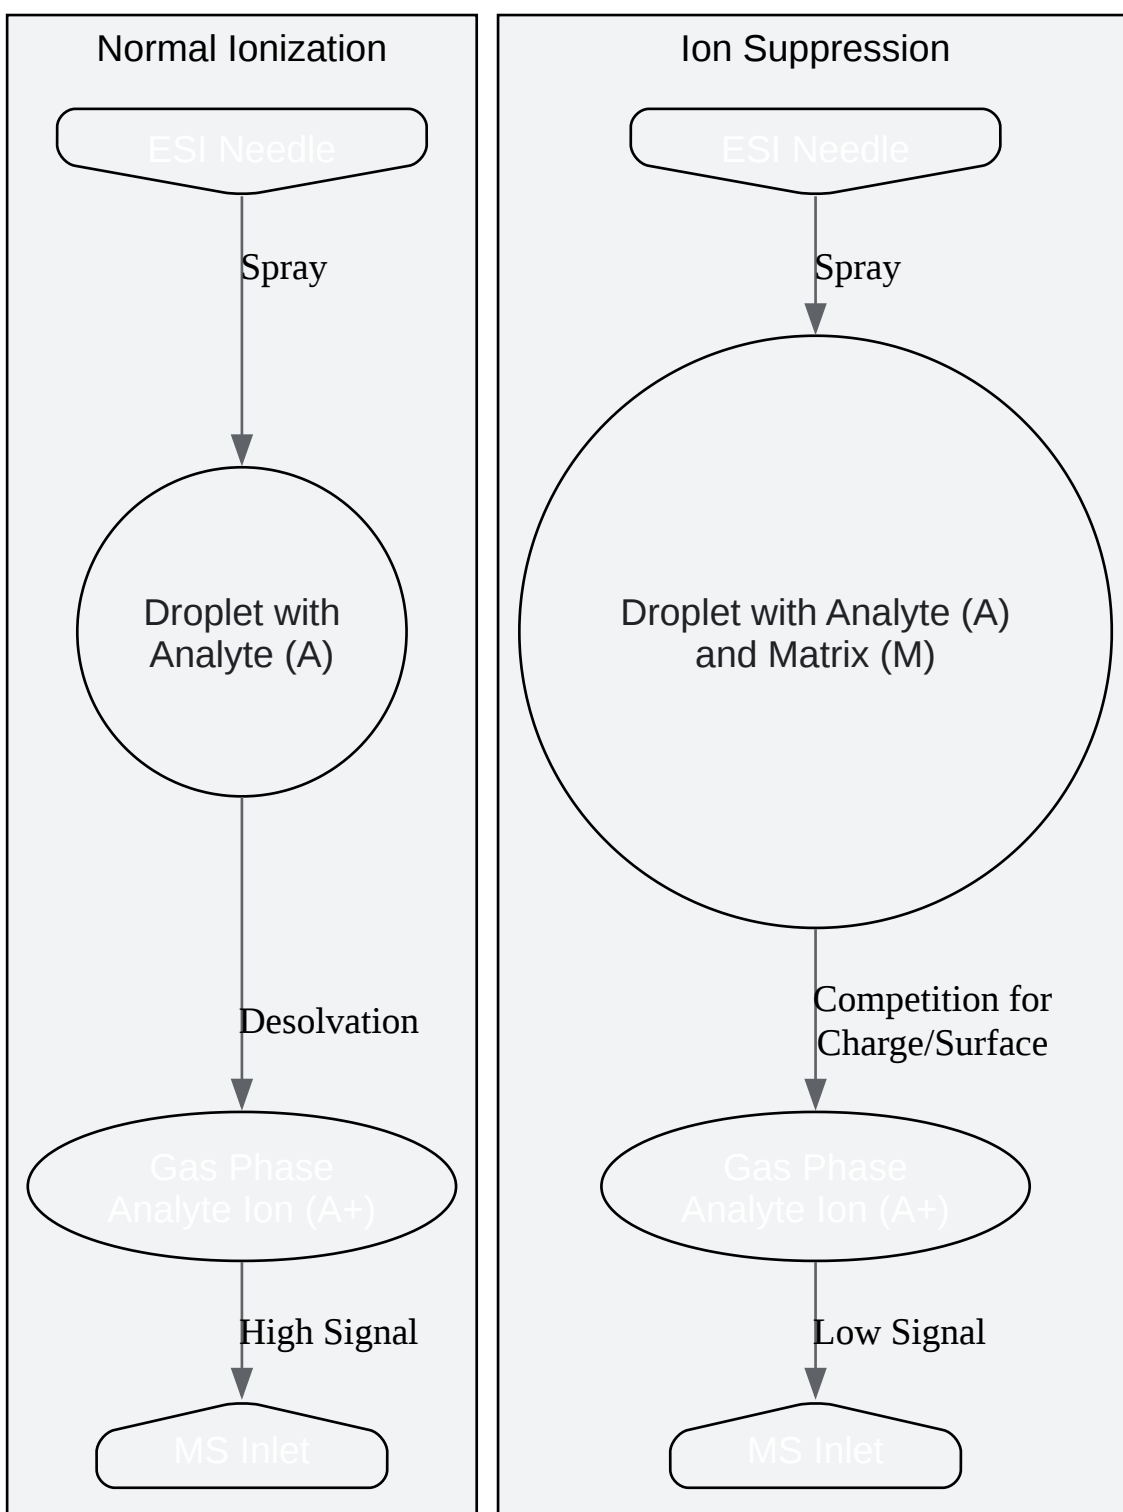 Normal Ionization
ESI Needle
Spray
Droplet with
Analyte (A)
Desolvation
Gas Phase
Analyte Ion (A+)
High Signal
MS Inlet
Ion Suppression
ESI Needle
Spray
Droplet with Analyte (A)
and Matrix (M)
Competition for
Charge/Surface
Gas Phase
Analyte Ion (A+)
Low Signal
MS Inlet